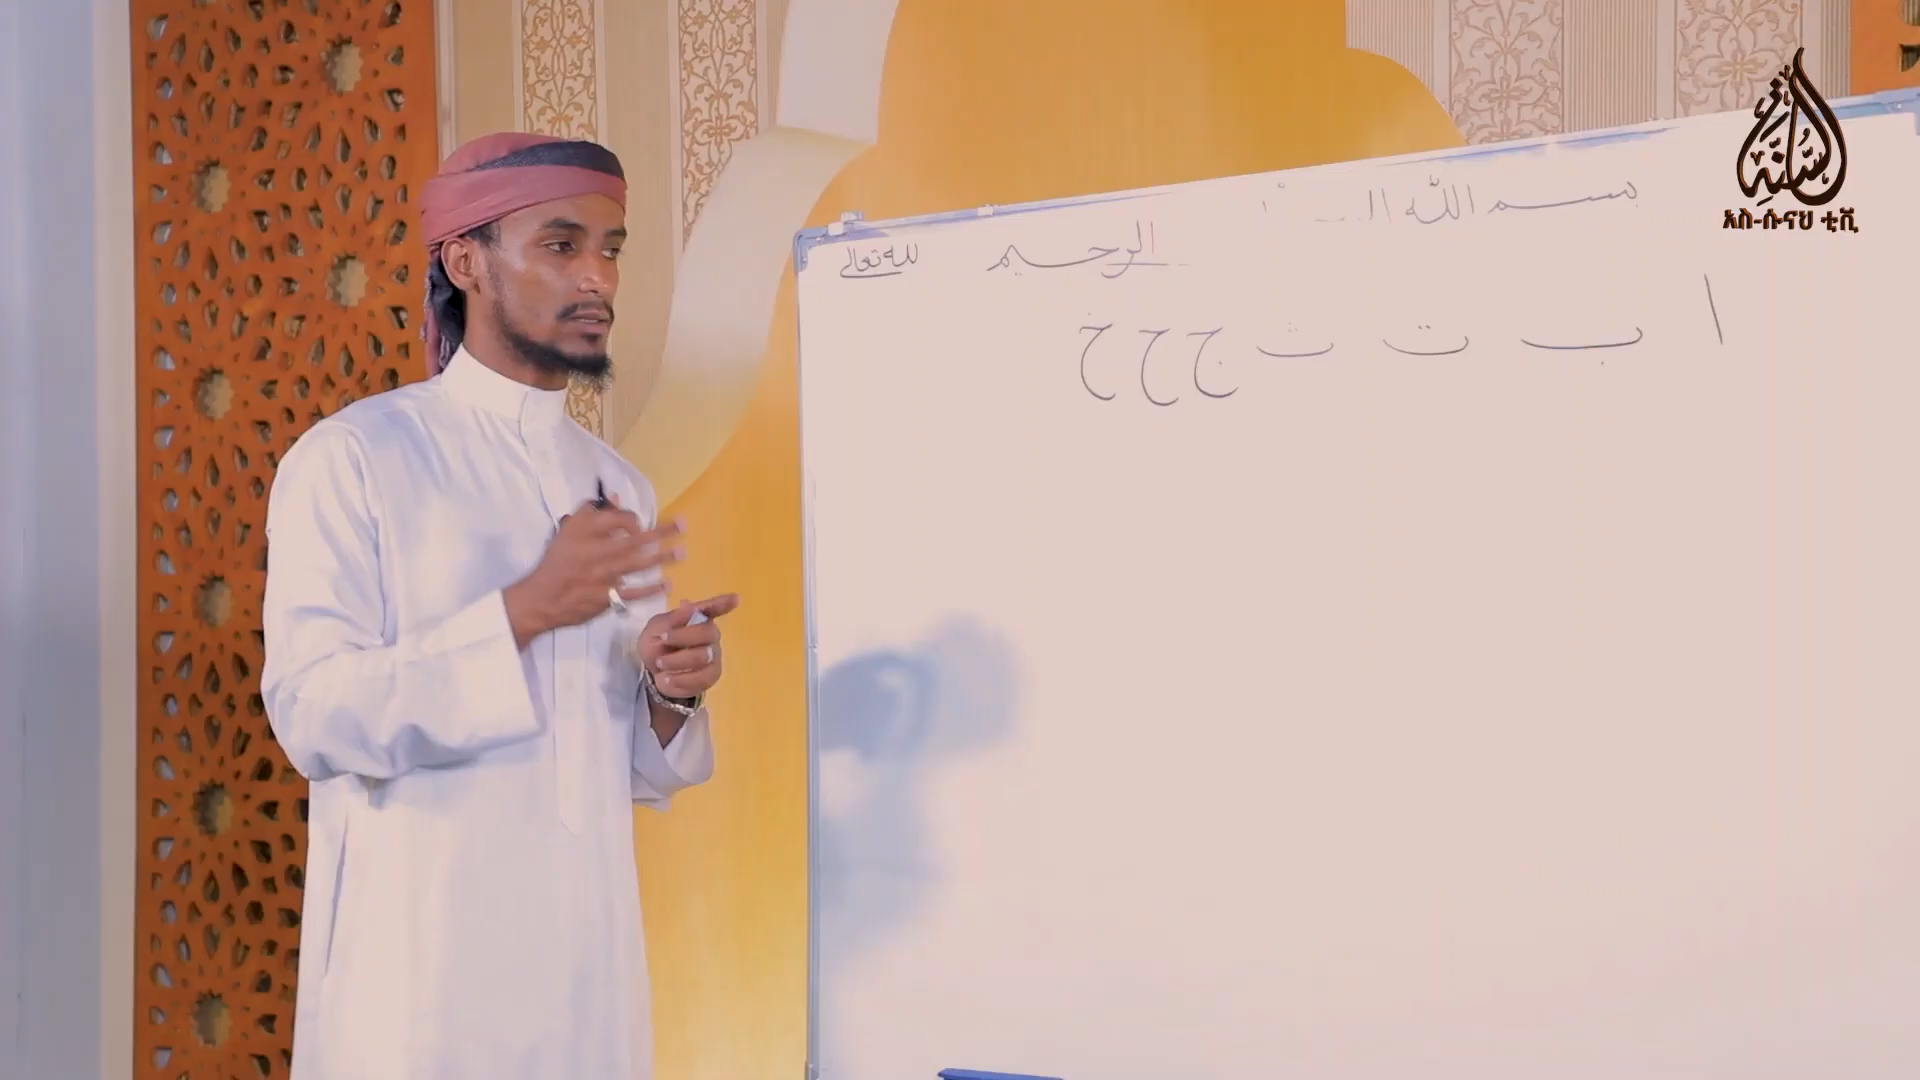 بسم الله
الرحيم
لله تعالى
ا ب ت ث ج ح خ
السنة
አስ-ሱናህ ቲቪ